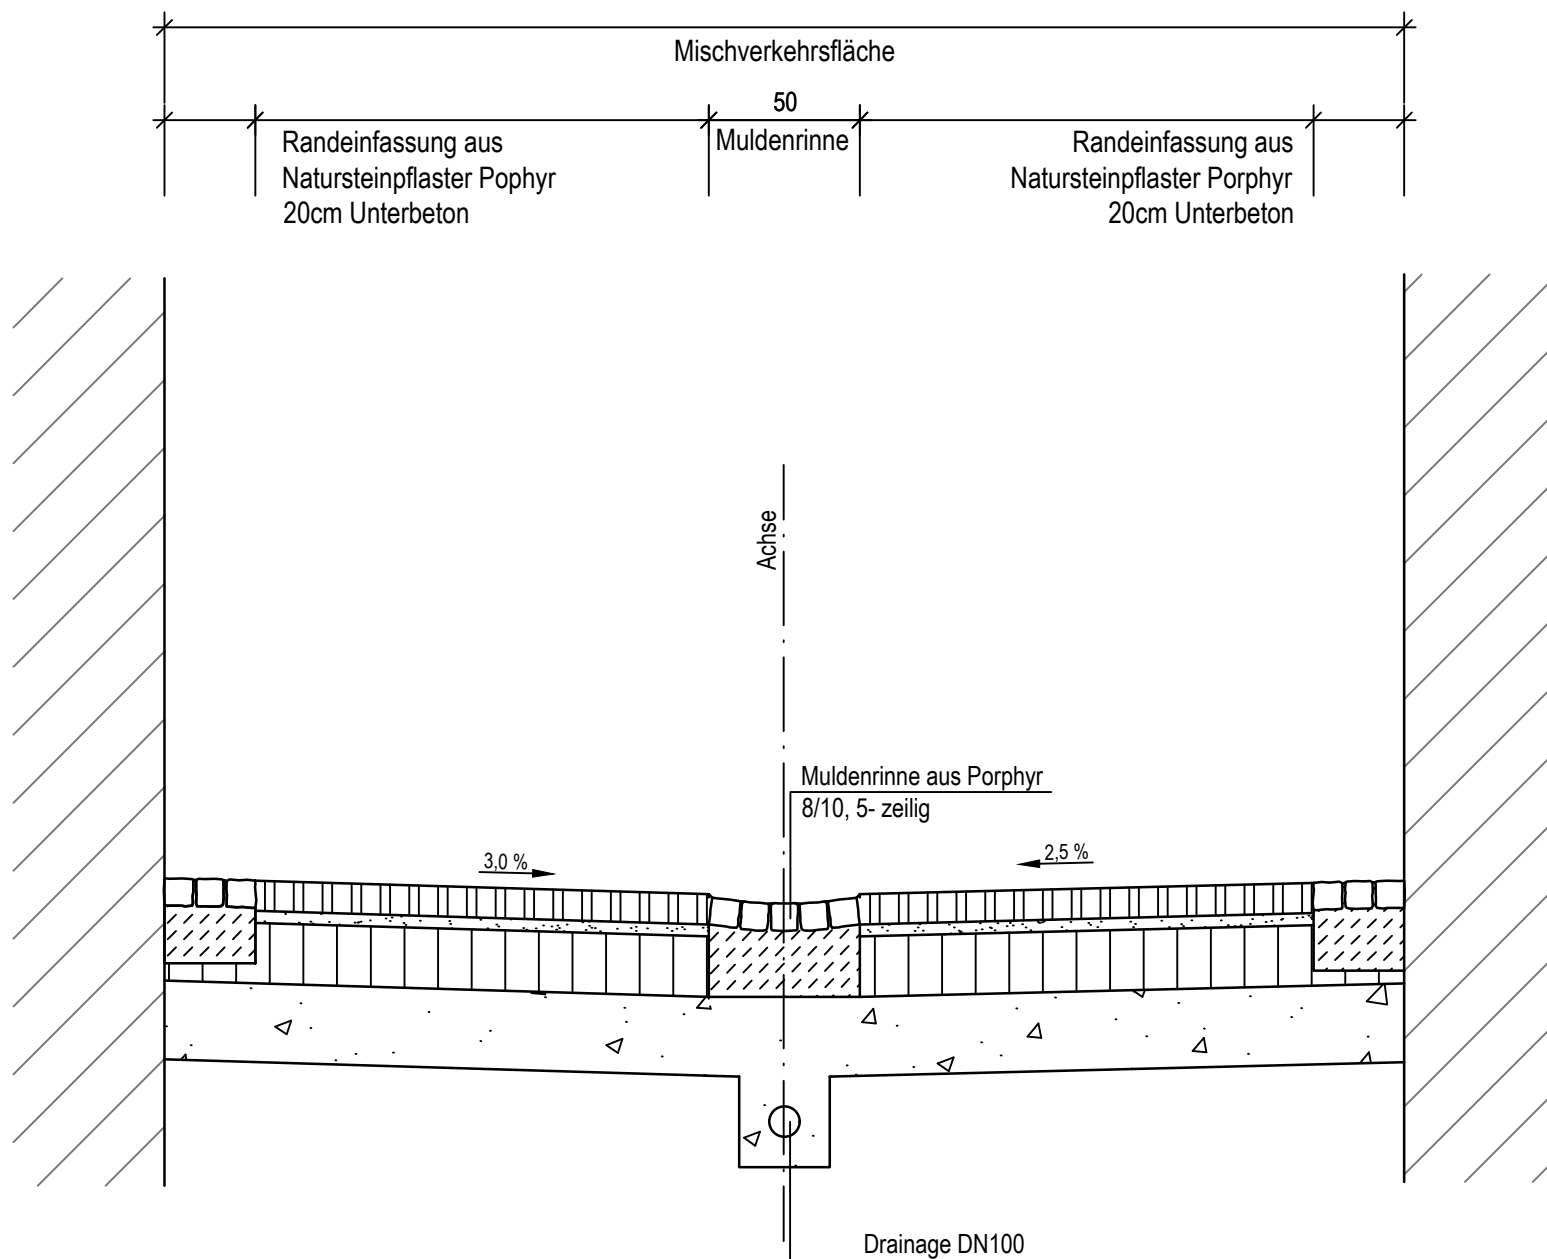 Mischverkehrsfläche
50
Muldenrinne
Randeinfassung aus
Natursteinpflaster Pophyr
20cm Unterbeton
Randeinfassung aus
Natursteinpflaster Porphyr
20cm Unterbeton
Achse
Muldenrinne aus Porphyr
8/10, 5- zeilig
3,0 %
2,5 %
Drainage DN100